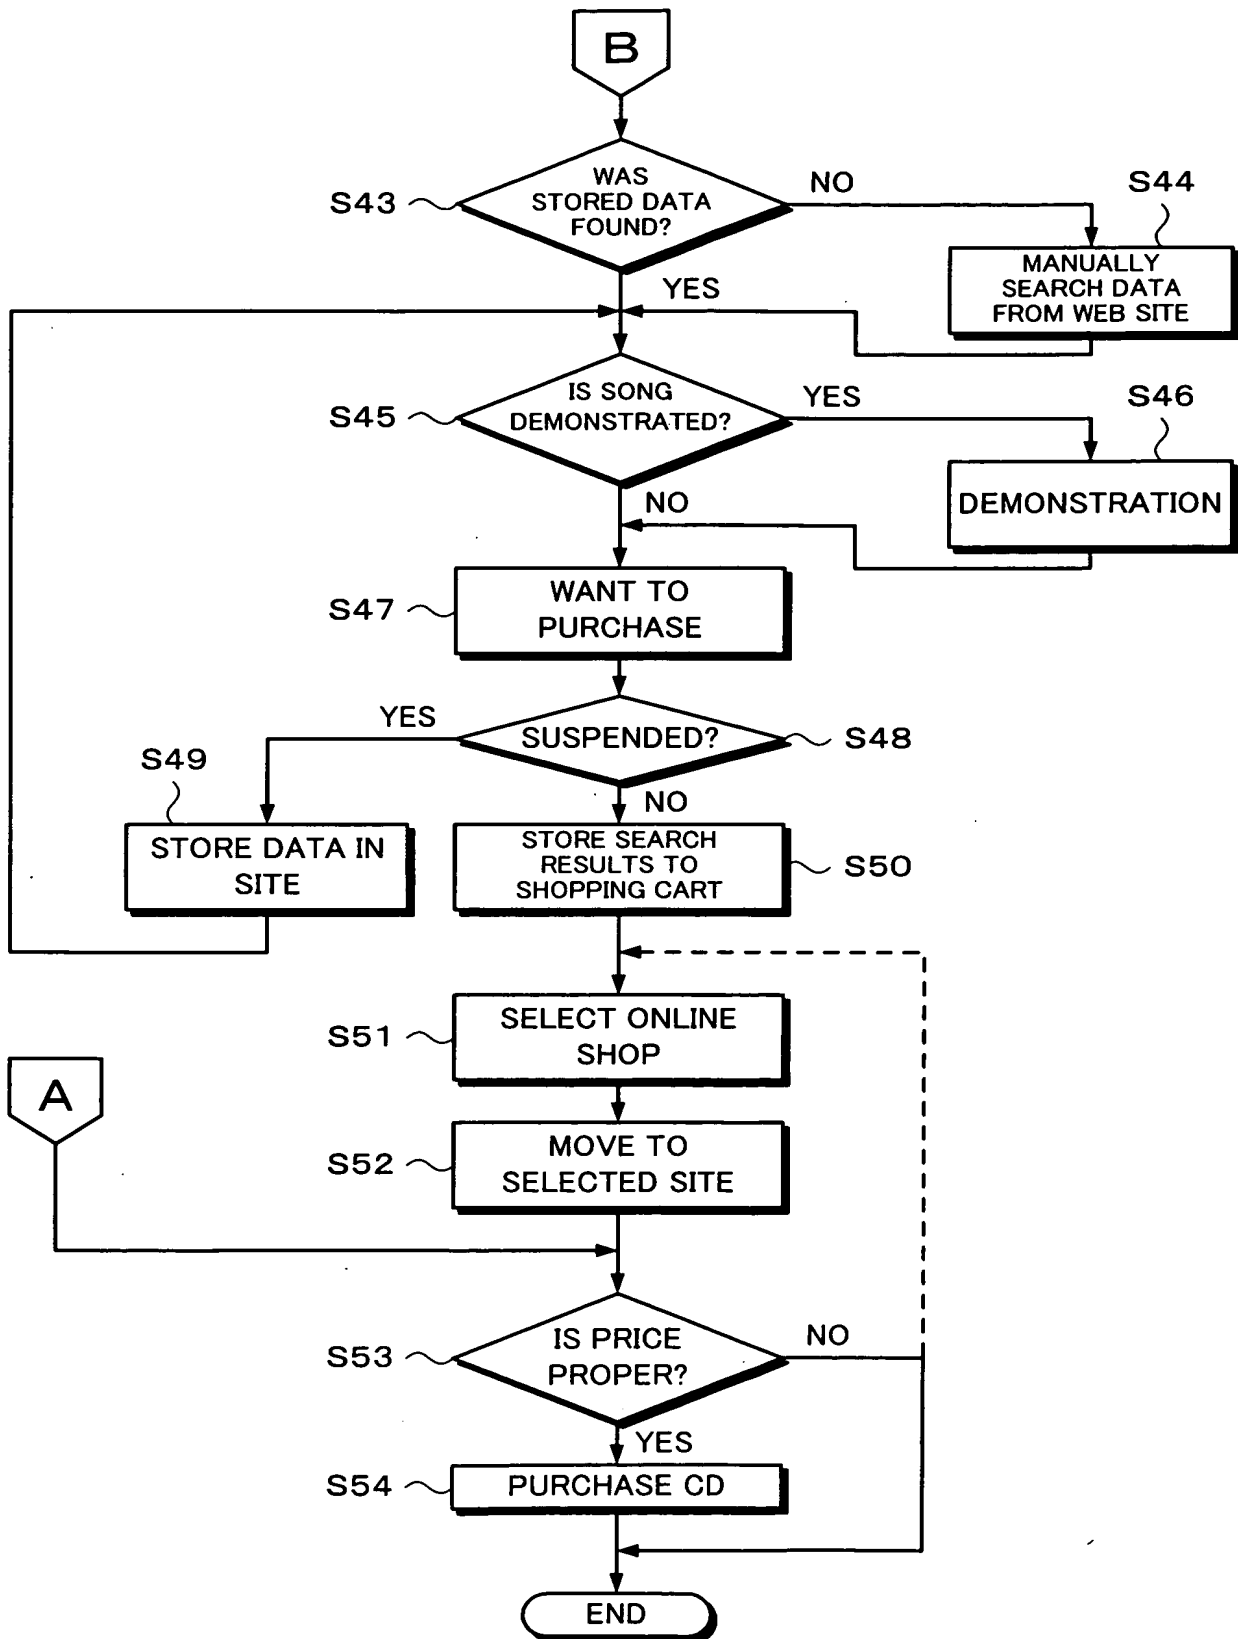 B
WAS
STORED DATA
FOUND?
S43
NO
S44
MANUALLY
SEARCH DATA
FROM WEB SITE
YES
IS SONG
DEMONSTRATED?
S45
YES
S46
DEMONSTRATION
NO
WANT TO
PURCHASE
S47
YES
SUSPENDED?
S48
S49
NO
STORE DATA IN
SITE
STORE SEARCH
RESULTS TO
SHOPPING CART
S50
SELECT ONLINE
SHOP
S51
A
MOVE TO
SELECTED SITE
S52
IS PRICE
PROPER?
S53
NO
YES
S54
PURCHASE CD
END